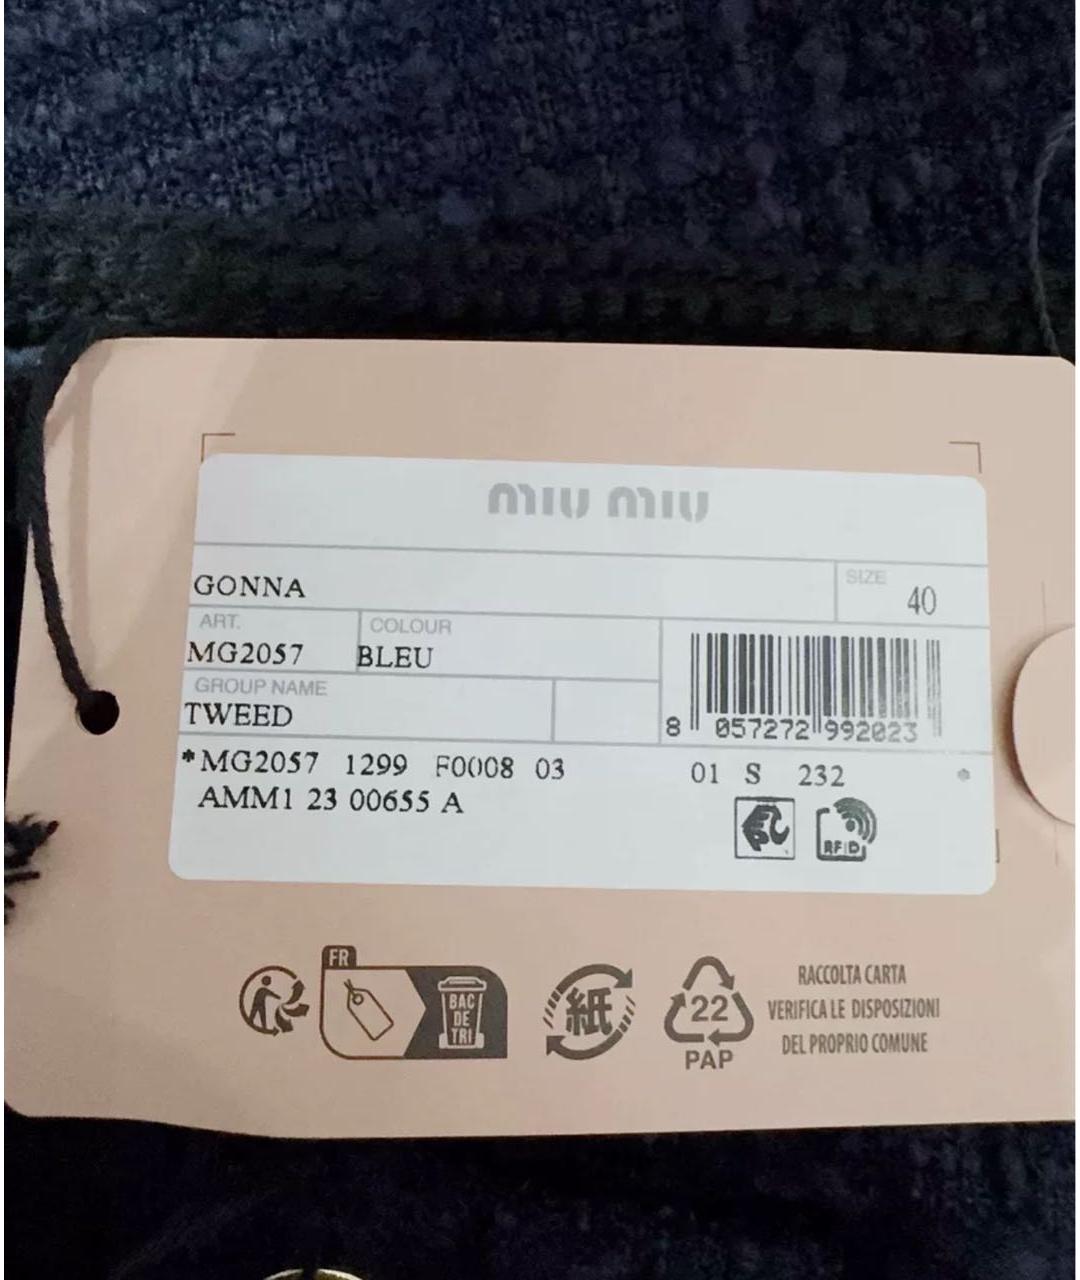 miu miu
GONNA
SIZE
40
ART.
COLOUR
MG2057
BLEU
GROUP NAME
TWEED
8 057272 992023
*MG2057 1299 F0008 03 01 S 232 *
AMM1 23 00655 A
RFID
FR
BAC
DE
TRI
紙
22
PAP
RACCOLTA CARTA
VERIFICA LE DISPOSIZIONI
DEL PROPRIO COMUNE